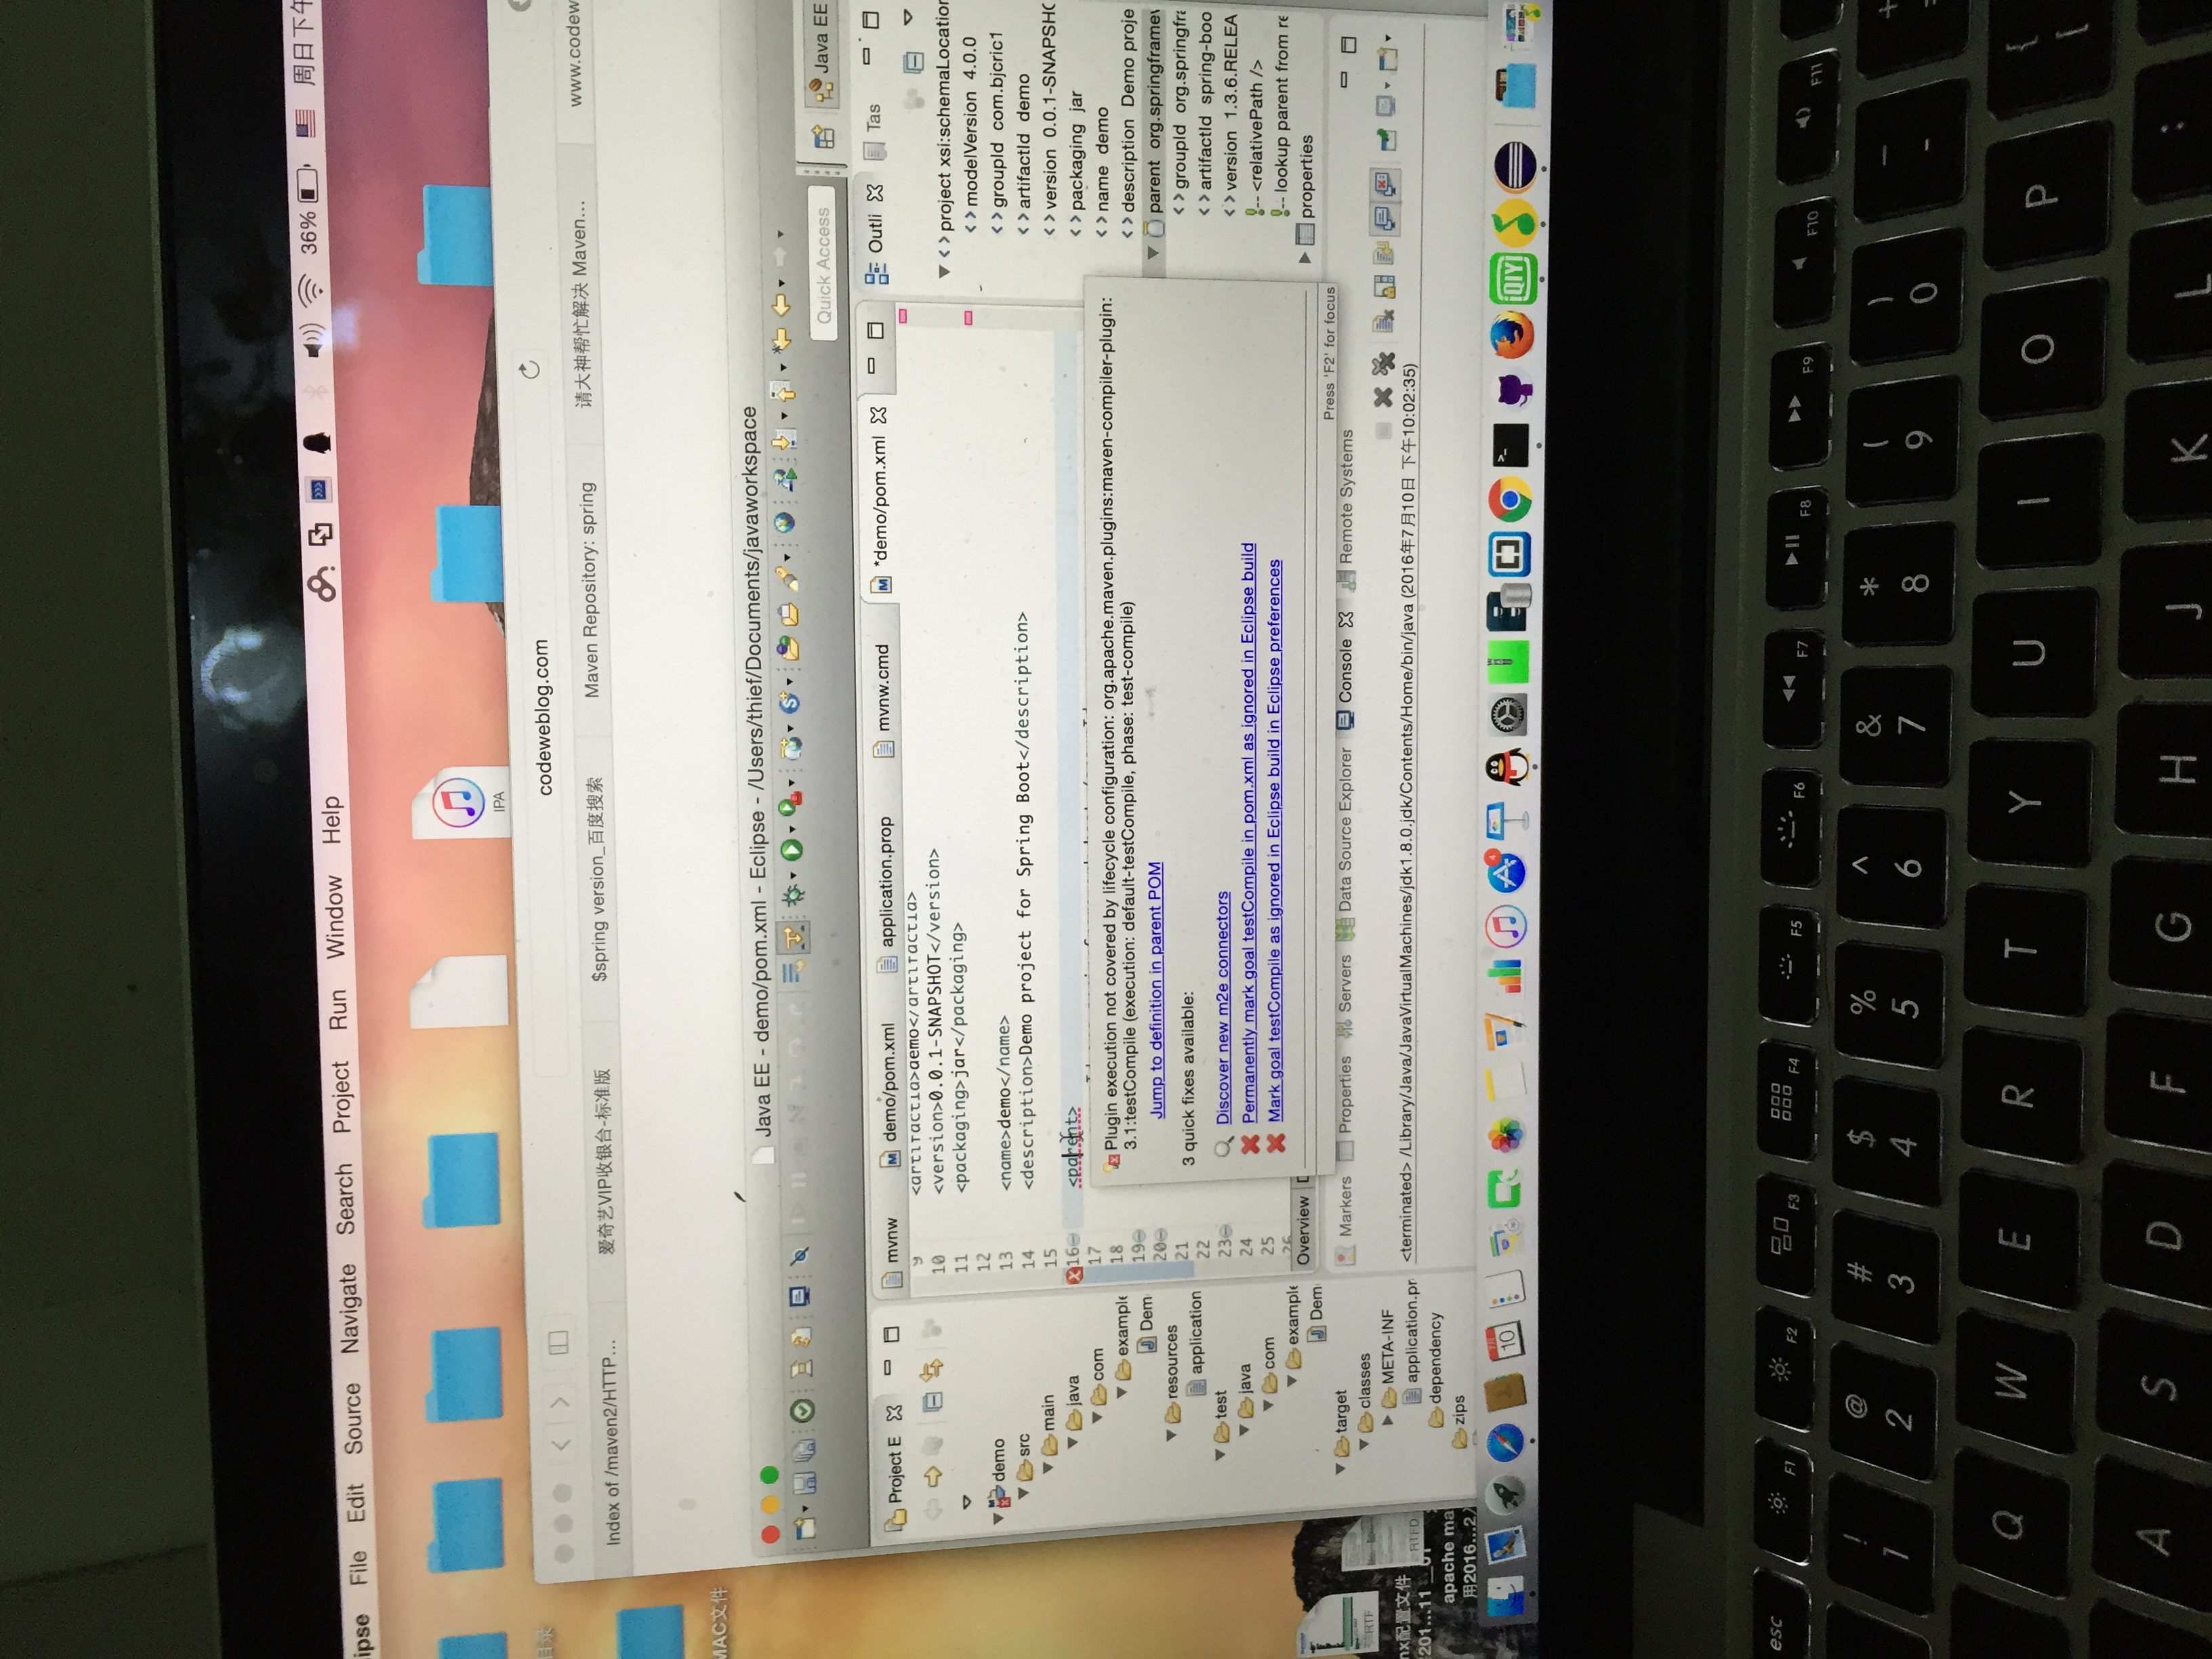 ipse File Edit Source Navigate Search Project Run Window Help 36% 周日下午
IPA
目录
codeweblog.com
Index of /maven2/HTTP... 爱奇艺VIP收银台-标准版 $spring version_百度搜索 Maven Repository: spring 请大神帮忙解决 Maven... www.codew
MAC文件
Java EE - demo/pom.xml - Eclipse - /Users/thief/Documents/javaworkspace
Quick Access Java EE
Project E
mvnw demo/pom.xml application.prop mvnw.cmd *demo/pom.xml
Outli Tas
demo
src
main
java
com
example
Dem
resources
application
test
java
com
example
Dem
target
classes
META-INF
application.pr
dependency
zips
9 <artifactId>demo</artifactId>
10 <version>0.0.1-SNAPSHOT</version>
11 <packaging>jar</packaging>
12
13 <name>demo</name>
14 <description>Demo project for Spring Boot</description>
15
16 <parent>
17
18
19
20
21
22
23
24
25
26
Plugin execution not covered by lifecycle configuration: org.apache.maven.plugins:maven-compiler-plugin:
3.1:testCompile (execution: default-testCompile, phase: test-compile)
Jump to definition in parent POM
3 quick fixes available:
Discover new m2e connectors
Permanently mark goal testCompile in pom.xml as ignored in Eclipse build
Mark goal testCompile as ignored in Eclipse build in Eclipse preferences
Press 'F2' for focus
Overview
project xsi:schemaLocation
modelVersion 4.0.0
groupId com.bjcric1
artifactId demo
version 0.0.1-SNAPSHO
packaging jar
name demo
description Demo proje
parent org.springframew
groupId org.springfra
artifactId spring-boo
version 1.3.6.RELEA
!-- <relativePath />
!-- lookup parent from re
properties
Markers Properties Servers Data Source Explorer Console Remote Systems
<terminated> /Library/Java/JavaVirtualMachines/jdk1.8.0.jdk/Contents/Home/bin/java (2016年7月10日 下午10:02:35)
RTF
nx配置文件
201...11
RTFD
apache ma
用2016...2
10
4
QIY
esc F1 F2 F3 F4 F5 F6 F7 F8 F9 F10 F11
! @ # $ % ^ & * ( ) — +
1 2 3 4 5 6 7 8 9 0 -
Q W E R T Y U I O P { [
A S D F G H J K L :